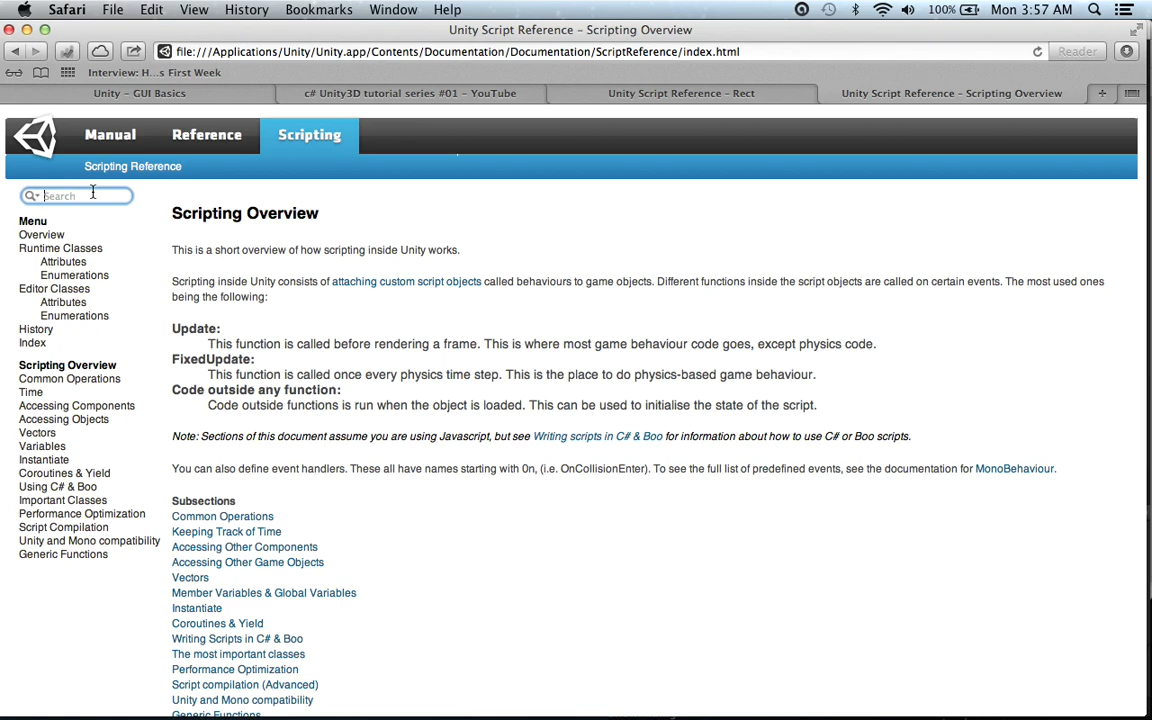 Safari File Edit View History Bookmarks Window Help 100% Mon 3:57 AM
Unity Script Reference – Scripting Overview
file:///Applications/Unity/Unity.app/Contents/Documentation/Documentation/ScriptReference/index.html Reader
Interview: H...s First Week
Unity – GUI Basics c# Unity3D tutorial series #01 – YouTube Unity Script Reference – Rect Unity Script Reference – Scripting Overview
Manual Reference Scripting
Scripting Reference
Search
Menu
Overview
Runtime Classes
Attributes
Enumerations
Editor Classes
Attributes
Enumerations
History
Index
Scripting Overview
Common Operations
Time
Accessing Components
Accessing Objects
Vectors
Variables
Instantiate
Coroutines & Yield
Using C# & Boo
Important Classes
Performance Optimization
Script Compilation
Unity and Mono compatibility
Generic Functions
Scripting Overview
This is a short overview of how scripting inside Unity works.
Scripting inside Unity consists of attaching custom script objects called behaviours to game objects. Different functions inside the script objects are called on certain events. The most used ones
being the following:
Update:
This function is called before rendering a frame. This is where most game behaviour code goes, except physics code.
FixedUpdate:
This function is called once every physics time step. This is the place to do physics-based game behaviour.
Code outside any function:
Code outside functions is run when the object is loaded. This can be used to initialise the state of the script.
Note: Sections of this document assume you are using Javascript, but see Writing scripts in C# & Boo for information about how to use C# or Boo scripts.
You can also define event handlers. These all have names starting with On, (i.e. OnCollisionEnter). To see the full list of predefined events, see the documentation for MonoBehaviour.
Subsections
Common Operations
Keeping Track of Time
Accessing Other Components
Accessing Other Game Objects
Vectors
Member Variables & Global Variables
Instantiate
Coroutines & Yield
Writing Scripts in C# & Boo
The most important classes
Performance Optimization
Script compilation (Advanced)
Unity and Mono compatibility
Generic Functions